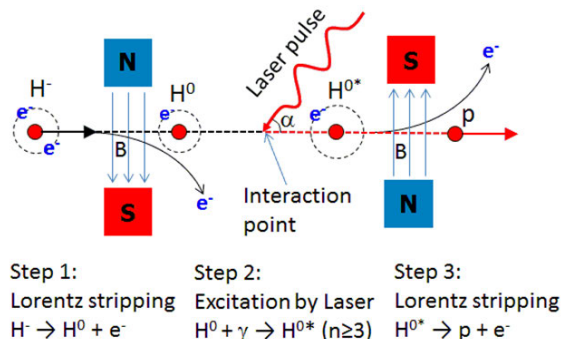 H⁻
e⁻
e⁻
N
B
S
e⁻
H⁰
Laser pulse
α
Interaction
point
H⁰*
e⁻
S
B
N
e⁻
p
Step 1:
Lorentz stripping
H⁻ → H⁰ + e⁻
Step 2:
Excitation by Laser
H⁰ + γ → H⁰* (n≥3)
Step 3:
Lorentz stripping
H⁰* → p + e⁻